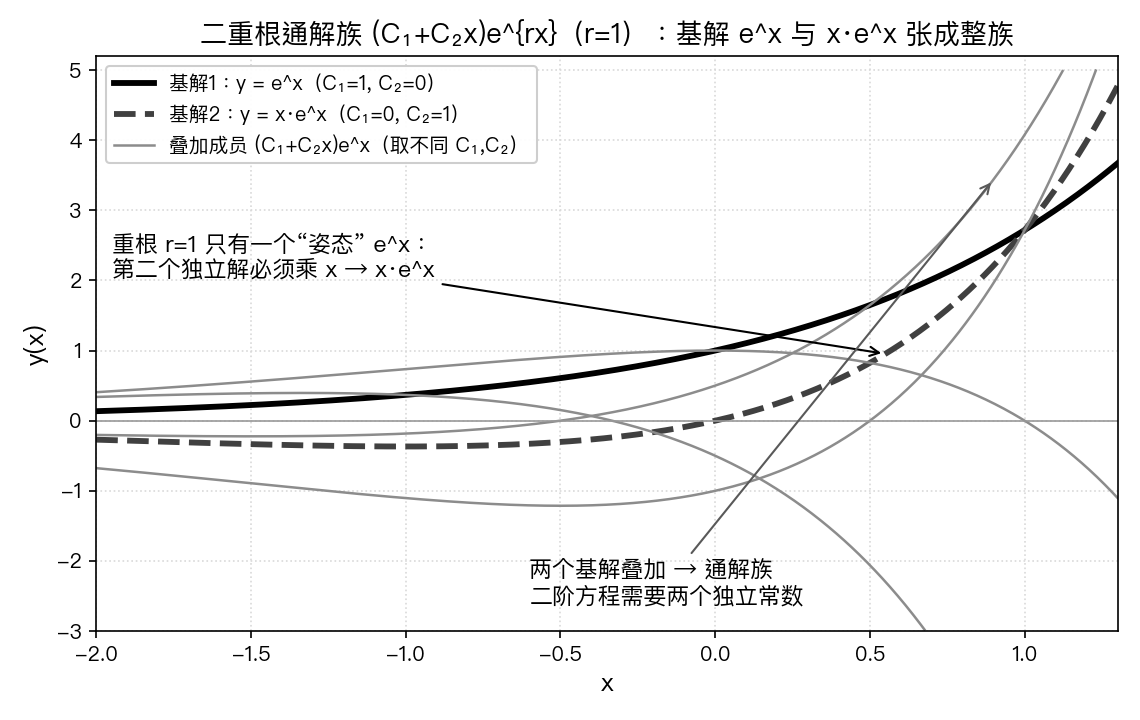 二重根通解族 (C₁+C₂x)e^{rx}（r=1）：基解 e^x 与 x·e^x 张成整族
基解1：y = e^x（C₁=1, C₂=0）
基解2：y = x·e^x（C₁=0, C₂=1）
叠加成员 (C₁+C₂x)e^x（取不同 C₁,C₂）
重根 r=1 只有一个“姿态” e^x：
第二个独立解必须乘 x → x·e^x
两个基解叠加 → 通解族
二阶方程需要两个独立常数
y(x)
5
4
3
2
1
0
−1
−2
−3
−2.0
−1.5
−1.0
−0.5
0.0
0.5
1.0
x